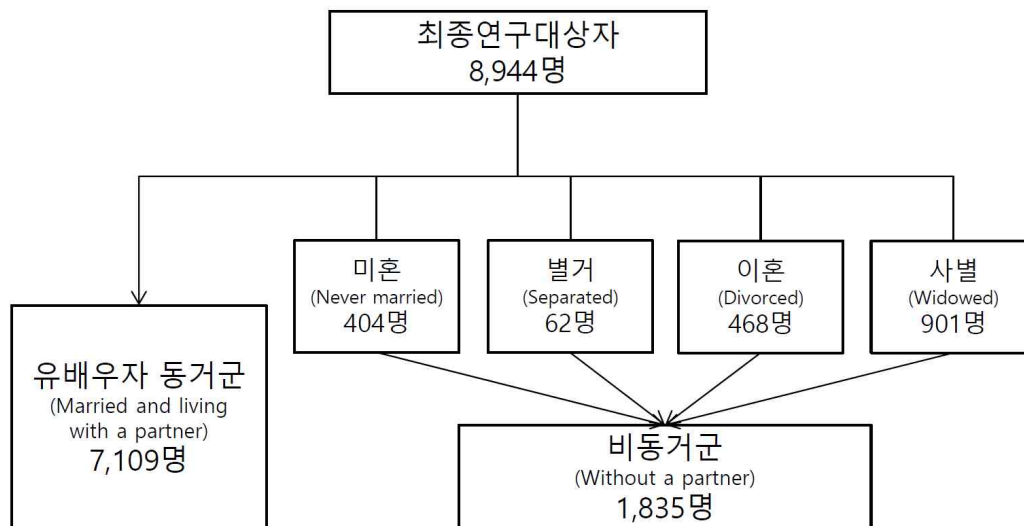 최종연구대상자
8,944명
미혼
(Never married)
404명
별거
(Separated)
62명
이혼
(Divorced)
468명
사별
(Widowed)
901명
유배우자 동거군
(Married and living
with a partner)
7,109명
비동거군
(Without a partner)
1,835명